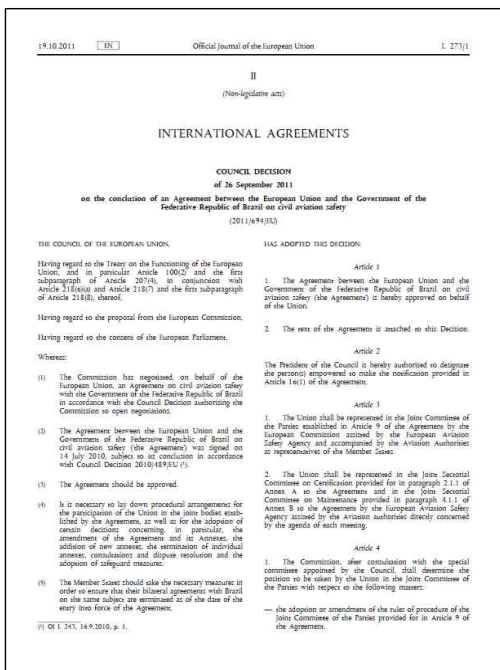 19.10.2011
EN
Official Journal of the European Union
L 273/1
II
(Non-legislative acts)
INTERNATIONAL AGREEMENTS
COUNCIL DECISION
of 26 September 2011
on the conclusion of an Agreement between the European Union and the Government of the
Federative Republic of Brazil on civil aviation safety
(2011/694/EU)
THE COUNCIL OF THE EUROPEAN UNION,
Having regard to the Treaty on the Functioning of the European
Union, and in particular Article 100(2) and the first
subparagraph of Article 207(4), in conjunction with
Article 218(6)(a) and Article 218(7) and the first subparagraph
of Article 218(8), thereof,
Having regard to the proposal from the European Commission,
Having regard to the consent of the European Parliament,
Whereas:
(1) The Commission has negotiated, on behalf of the
European Union, an Agreement on civil aviation safety
with the Government of the Federative Republic of Brazil
in accordance with the Council Decision authorizing the
Commission to open negotiations.
(2) The Agreement between the European Union and the
Government of the Federative Republic of Brazil on
civil aviation safety ('the Agreement') was signed on
14 July 2010, subject to its conclusion in accordance
with Council Decision 2010/489/EU (¹).
(3) The Agreement should be approved.
(4) It is necessary to lay down procedural arrangements for
the participation of the Union in the joint bodies estab-
lished by the Agreement, as well as for the adoption of
certain decisions concerning, in particular, the
amendment of the Agreement and its Annexes, the
addition of new annexes, the termination of individual
annexes, consultations and dispute resolution and the
adoption of safeguard measures.
(5) The Member States should take the necessary measures in
order to ensure that their bilateral agreements with Brazil
on the same subject are terminated as of the date of the
entry into force of the Agreement,
(¹) OJ L 243, 16.9.2010, p. 1.
HAS ADOPTED THIS DECISION:
Article 1
1. The Agreement between the European Union and the
Government of the Federative Republic of Brazil on civil
aviation safety ('the Agreement') is hereby approved on behalf
of the Union.
2. The text of the Agreement is attached to this Decision.
Article 2
The President of the Council is hereby authorised to designate
the person(s) empowered to make the notification provided in
Article 16(1) of the Agreement.
Article 3
1. The Union shall be represented in the Joint Committee of
the Parties established in Article 9 of the Agreement by the
European Commission assisted by the European Aviation
Safety Agency and accompanied by the Aviation Authorities
as representatives of the Member States.
2. The Union shall be represented in the Joint Sectorial
Committee on Certification provided for in paragraph 2.1.1 of
Annex A to the Agreement and in the Joint Sectorial
Committee on Maintenance provided in paragraph 4.1.1 of
Annex B to the Agreement by the European Aviation Safety
Agency assisted by the aviation authorities directly concerned
by the agenda of each meeting.
Article 4
1. The Commission, after consultation with the special
committee appointed by the Council, shall determine the
position to be taken by the Union in the Joint Committee of
the Parties with respect to the following matters:
— the adoption or amendment of the rules of procedure of the
Joint Committee of the Parties provided for in Article 9 of
the Agreement.